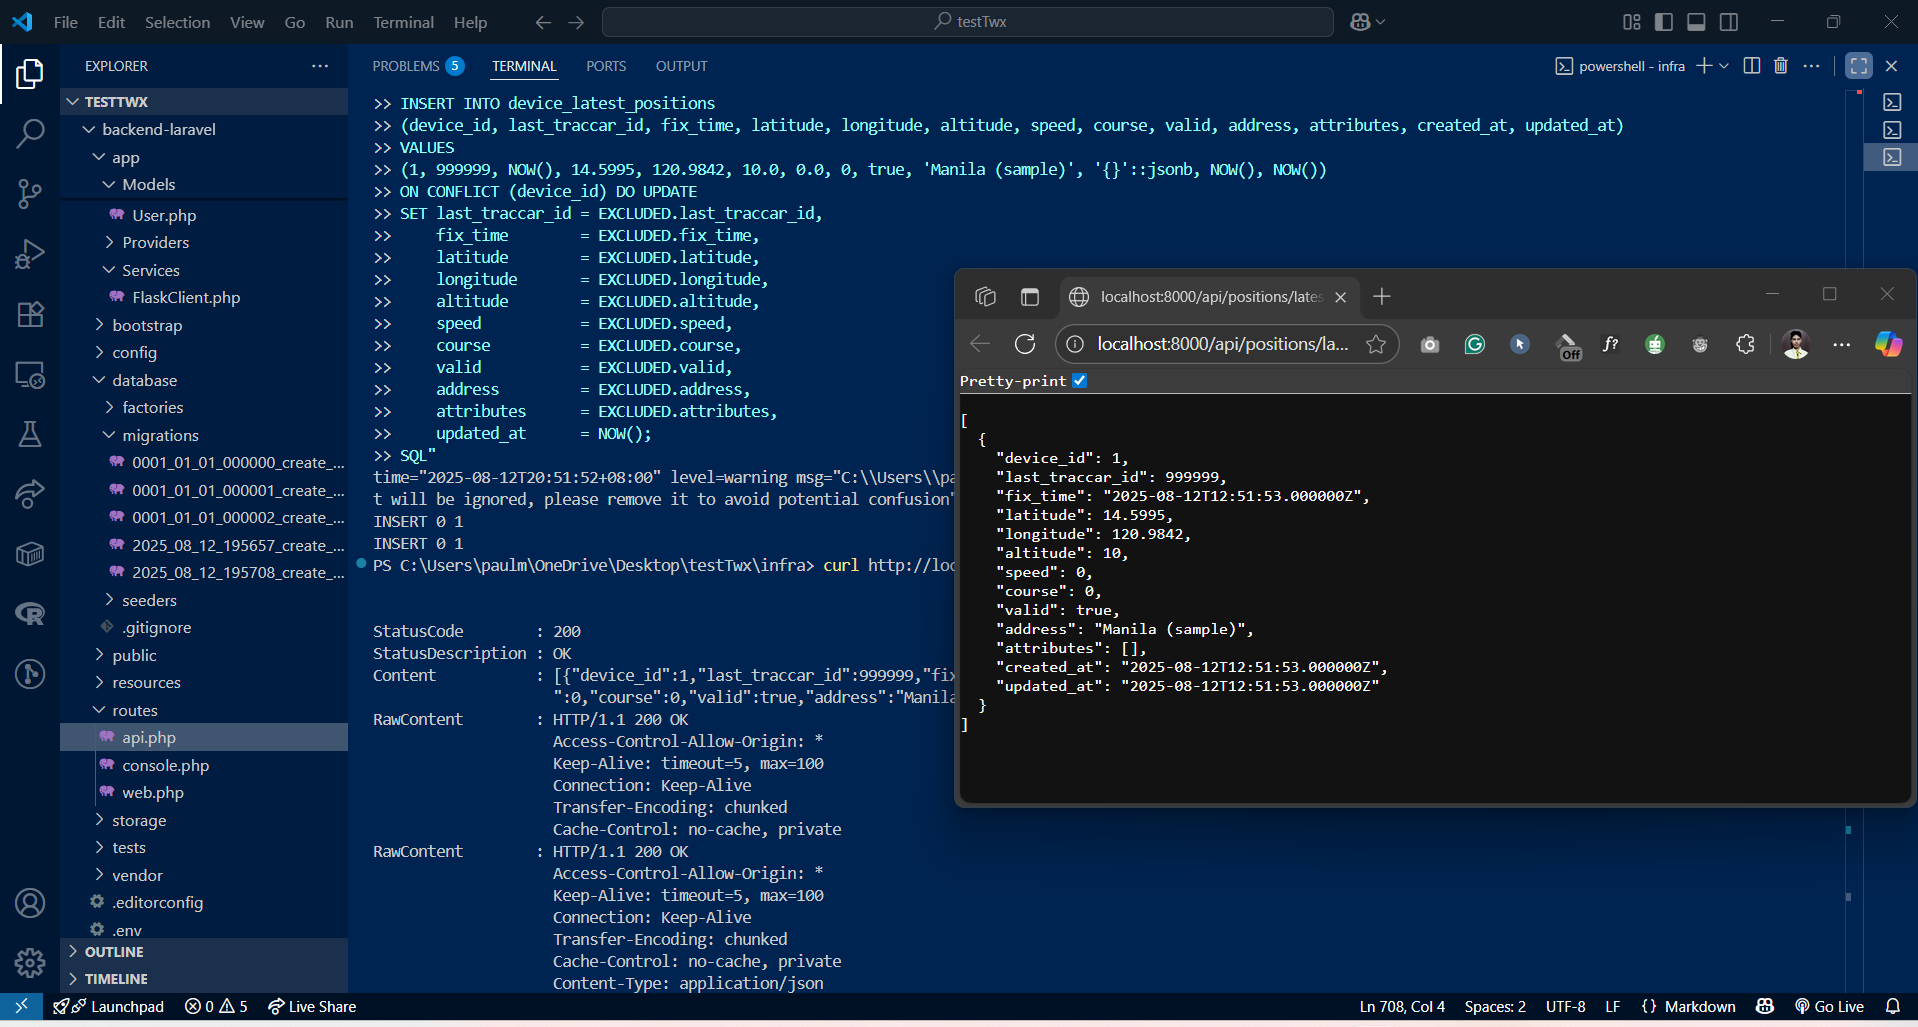 File Edit Selection View Go Run Terminal Help
testTwx
EXPLORER
TESTTWX
backend-laravel
app
Models
User.php
Providers
Services
FlaskClient.php
bootstrap
config
database
factories
migrations
0001_01_01_000000_create_...
0001_01_01_000001_create_...
0001_01_01_000002_create_...
2025_08_12_195657_create_...
2025_08_12_195708_create_...
seeders
.gitignore
public
resources
routes
api.php
console.php
web.php
storage
tests
vendor
.editorconfig
.env
OUTLINE
TIMELINE
PROBLEMS 5 TERMINAL PORTS OUTPUT
powershell - infra
>> INSERT INTO device_latest_positions
>> (device_id, last_traccar_id, fix_time, latitude, longitude, altitude, speed, course, valid, address, attributes, created_at, updated_at)
>> VALUES
>> (1, 999999, NOW(), 14.5995, 120.9842, 10.0, 0.0, 0, true, 'Manila (sample)', '{}'::jsonb, NOW(), NOW())
>> ON CONFLICT (device_id) DO UPDATE
>> SET last_traccar_id = EXCLUDED.last_traccar_id,
>> fix_time = EXCLUDED.fix_time,
>> latitude = EXCLUDED.latitude,
>> longitude = EXCLUDED.longitude,
>> altitude = EXCLUDED.altitude,
>> speed = EXCLUDED.speed,
>> course = EXCLUDED.course,
>> valid = EXCLUDED.valid,
>> address = EXCLUDED.address,
>> attributes = EXCLUDED.attributes,
>> updated_at = NOW();
>> SQL"
time="2025-08-12T20:51:52+08:00" level=warning msg="C:\\Users\\pa
t will be ignored, please remove it to avoid potential confusion"
INSERT 0 1
INSERT 0 1
PS C:\Users\paulm\OneDrive\Desktop\testTwx\infra> curl http://loc
StatusCode : 200
StatusDescription : OK
Content : [{"device_id":1,"last_traccar_id":999999,"fix
":0,"course":0,"valid":true,"address":"Manila
RawContent : HTTP/1.1 200 OK
Access-Control-Allow-Origin: *
Keep-Alive: timeout=5, max=100
Connection: Keep-Alive
Transfer-Encoding: chunked
Cache-Control: no-cache, private
RawContent : HTTP/1.1 200 OK
Access-Control-Allow-Origin: *
Keep-Alive: timeout=5, max=100
Connection: Keep-Alive
Transfer-Encoding: chunked
Cache-Control: no-cache, private
Content-Type: application/json
localhost:8000/api/positions/lates
localhost:8000/api/positions/la...
Off
f?
Pretty-print
[
{
"device_id": 1,
"last_traccar_id": 999999,
"fix_time": "2025-08-12T12:51:53.000000Z",
"latitude": 14.5995,
"longitude": 120.9842,
"altitude": 10,
"speed": 0,
"course": 0,
"valid": true,
"address": "Manila (sample)",
"attributes": [],
"created_at": "2025-08-12T12:51:53.000000Z",
"updated_at": "2025-08-12T12:51:53.000000Z"
}
]
Launchpad 0 5 Live Share
Ln 708, Col 4 Spaces: 2 UTF-8 LF {} Markdown Go Live